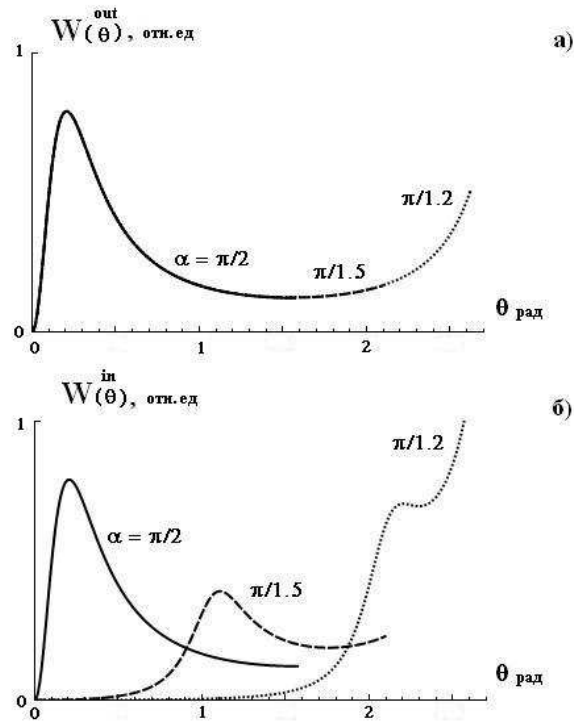 W(θ)^out, отн.ед
а)
1
π/1.2
α = π/2
π/1.5
0
θ рад
0 1 2
W(θ)^in, отн.ед
б)
1
π/1.2
α = π/2
π/1.5
θ рад
0
0 1 2